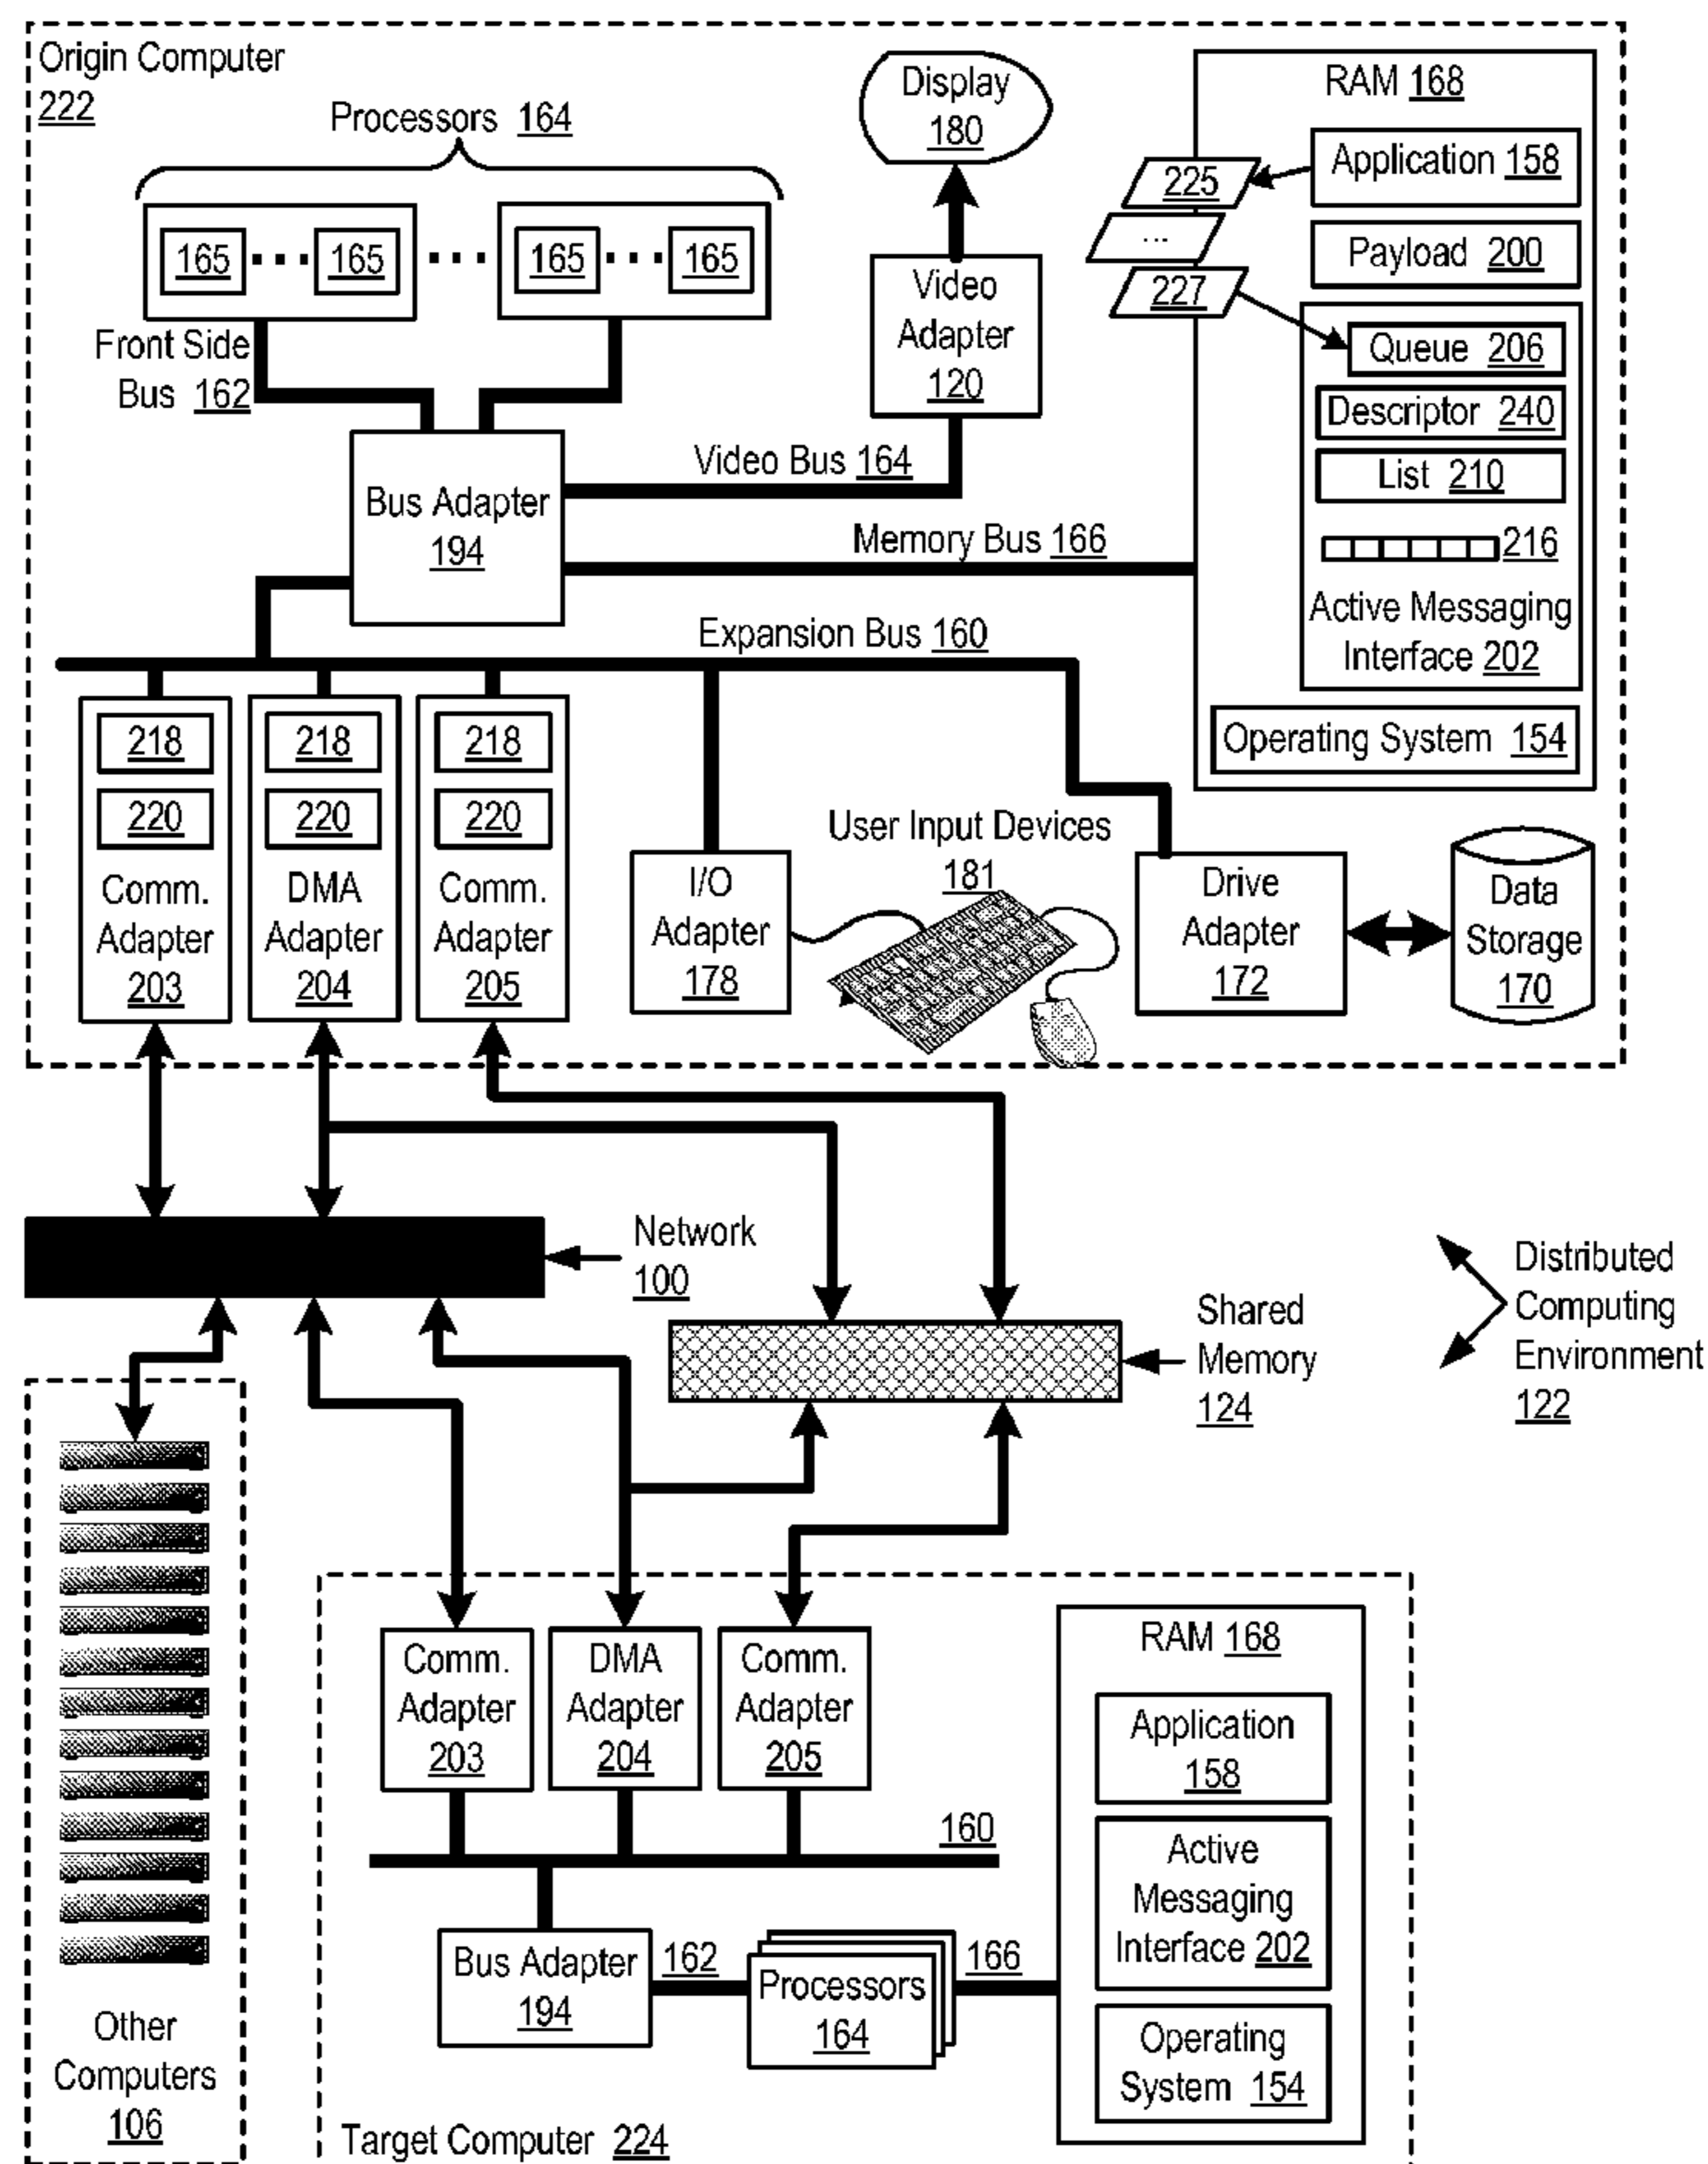 Origin Computer
222
Processors 164
165 ... 165 ... 165 ... 165
Front Side
Bus 162
Display
180
Video
Adapter
120
RAM 168
Application 158
225
...
227
Payload 200
Queue 206
Descriptor 240
List 210
216
Active Messaging
Interface 202
Operating System 154
Bus Adapter
194
Video Bus 164
Memory Bus 166
Expansion Bus 160
218
220
Comm.
Adapter
203
218
220
DMA
Adapter
204
218
220
Comm.
Adapter
205
I/O
Adapter
178
User Input Devices
181
Drive
Adapter
172
Data
Storage
170
Network
100
Shared
Memory
124
Distributed
Computing
Environment
122
Other
Computers
106
Comm.
Adapter
203
DMA
Adapter
204
Comm.
Adapter
205
160
Bus Adapter
194
162
Processors
164
166
RAM 168
Application
158
Active
Messaging
Interface 202
Operating
System 154
Target Computer 224